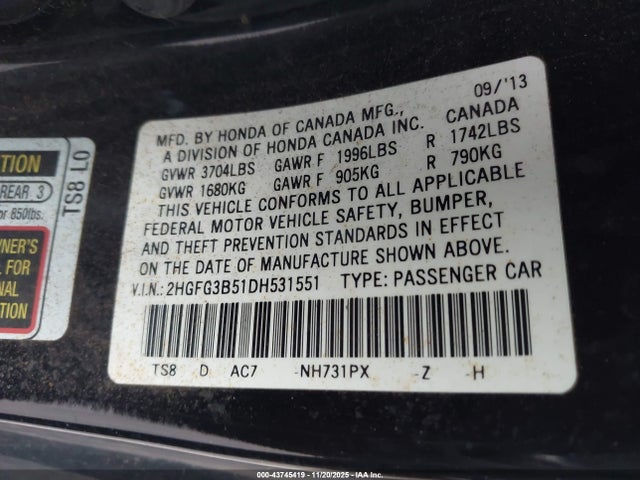 09/'13
MFD. BY HONDA OF CANADA MFG., CANADA
A DIVISION OF HONDA CANADA INC.
GVWR 3704LBS GAWR F 1996LBS R 1742LBS
GVWR 1680KG GAWR F 905KG R 790KG
THIS VEHICLE CONFORMS TO ALL APPLICABLE
FEDERAL MOTOR VEHICLE SAFETY, BUMPER,
AND THEFT PREVENTION STANDARDS IN EFFECT
ON THE DATE OF MANUFACTURE SHOWN ABOVE.
V.I.N.: 2HGFG3B51DH531551 TYPE: PASSENGER CAR
TS8 D AC7 -NH731PX -Z -H
TION
REAR 3
or 850lbs.
TS8 L0
WNER'S
L FOR
NAL
TION
000-43745419 - 11/20/2025 - IAA Inc.